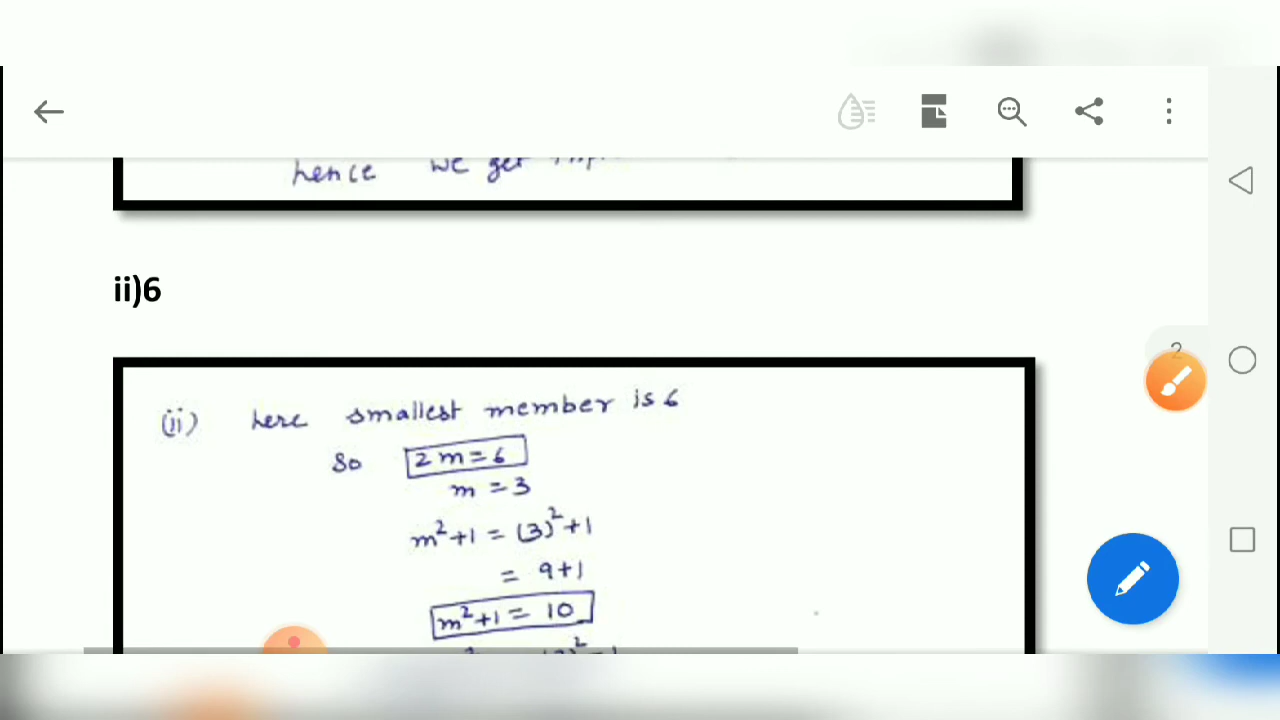 hence we get
ii)6
2
(ii) here smallest member is 6
So 2m = 6
m = 3
m²+1 = (3)²+1
= 9+1
m²+1 = 10